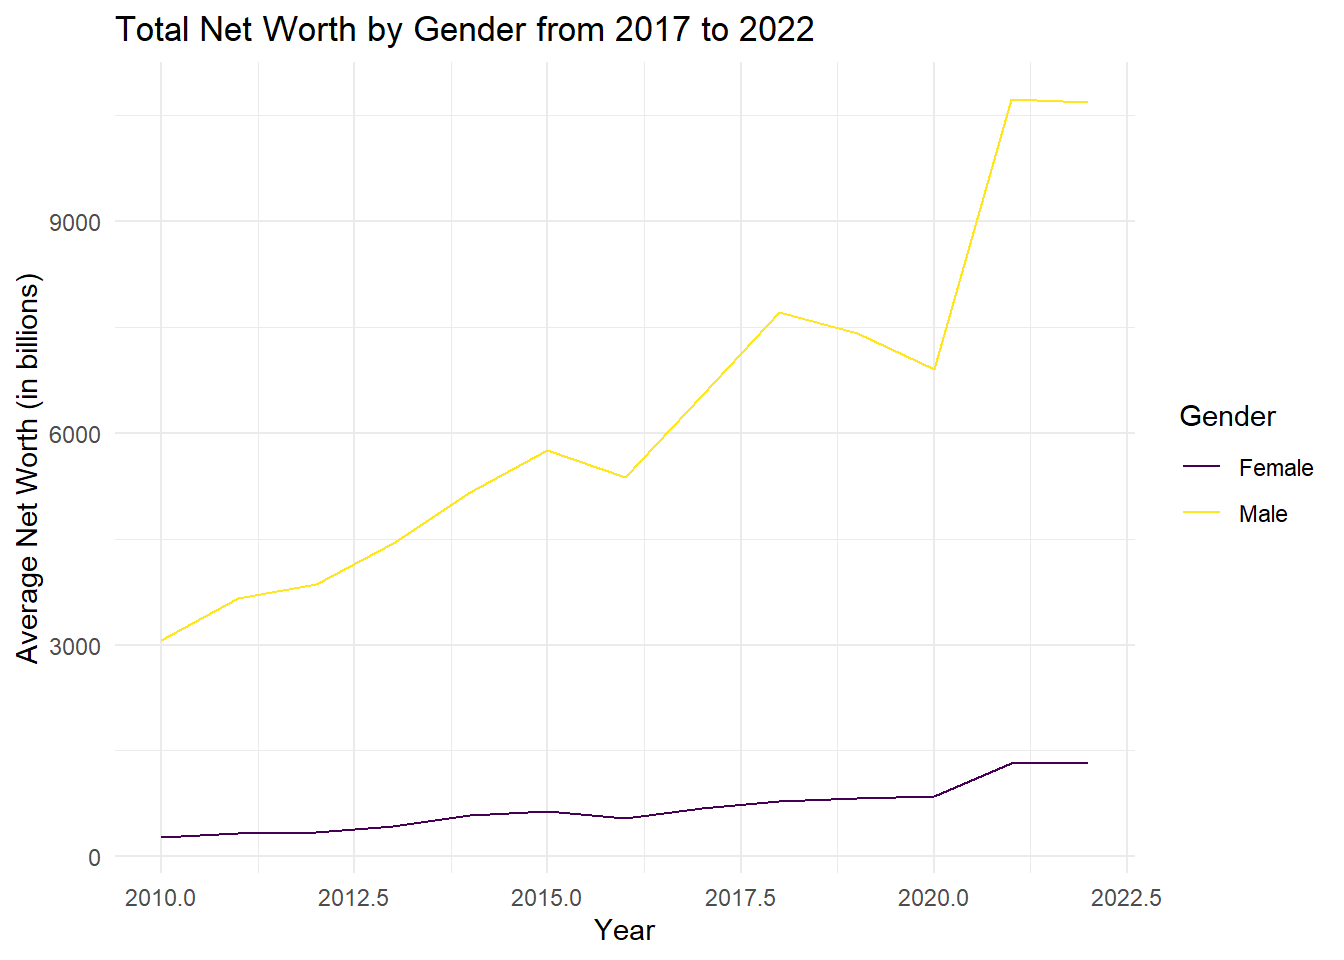 Total Net Worth by Gender from 2017 to 2022
Average Net Worth (in billions)
9000
6000
3000
0
2010.0
2012.5
2015.0
2017.5
2020.0
2022.5
Year
Gender
Female
Male